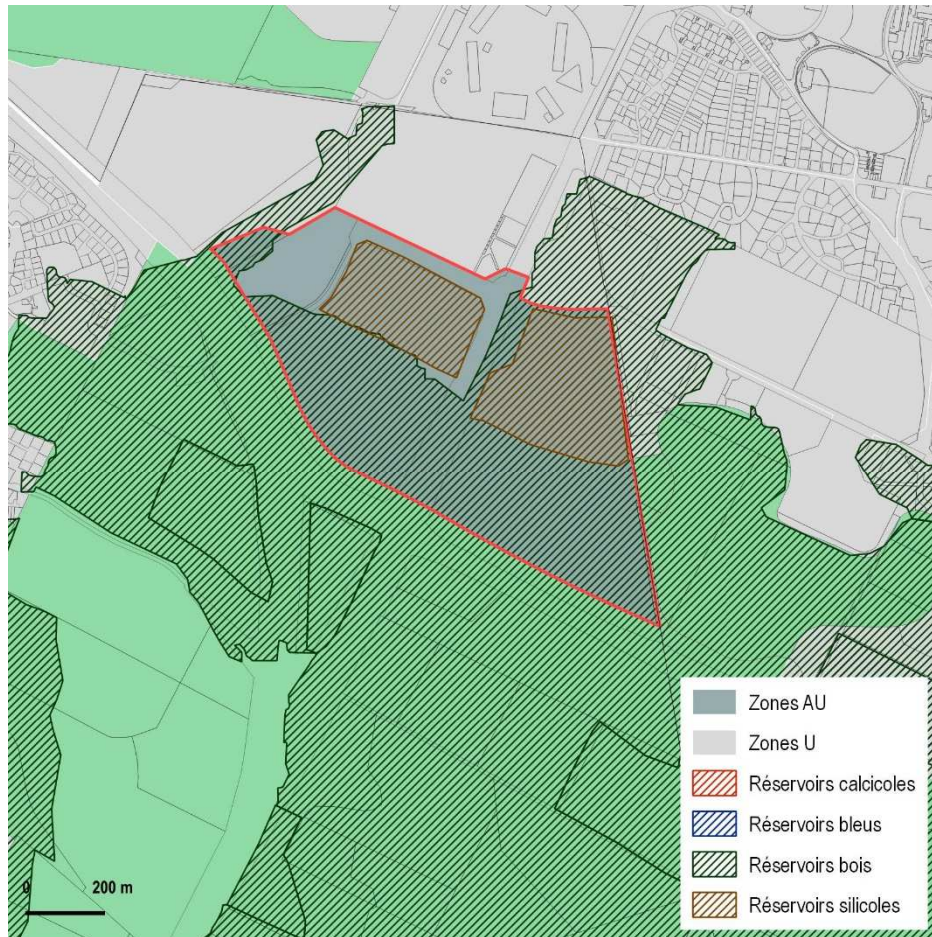 Zones AU
Zones U
Réservoirs calcicoles
Réservoirs bleus
Réservoirs bois
Réservoirs silicoles
0 200 m